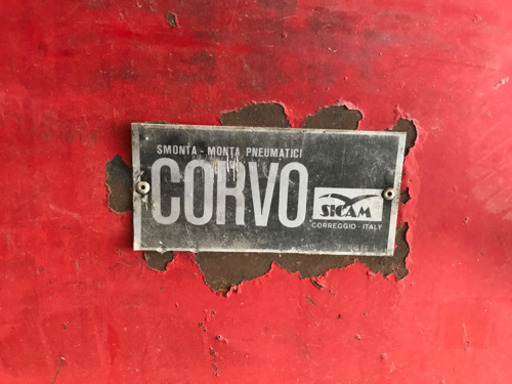 SMONTA - MONTA PNEUMATICI
CORVO
SICAM
CORREGGIO - ITALY